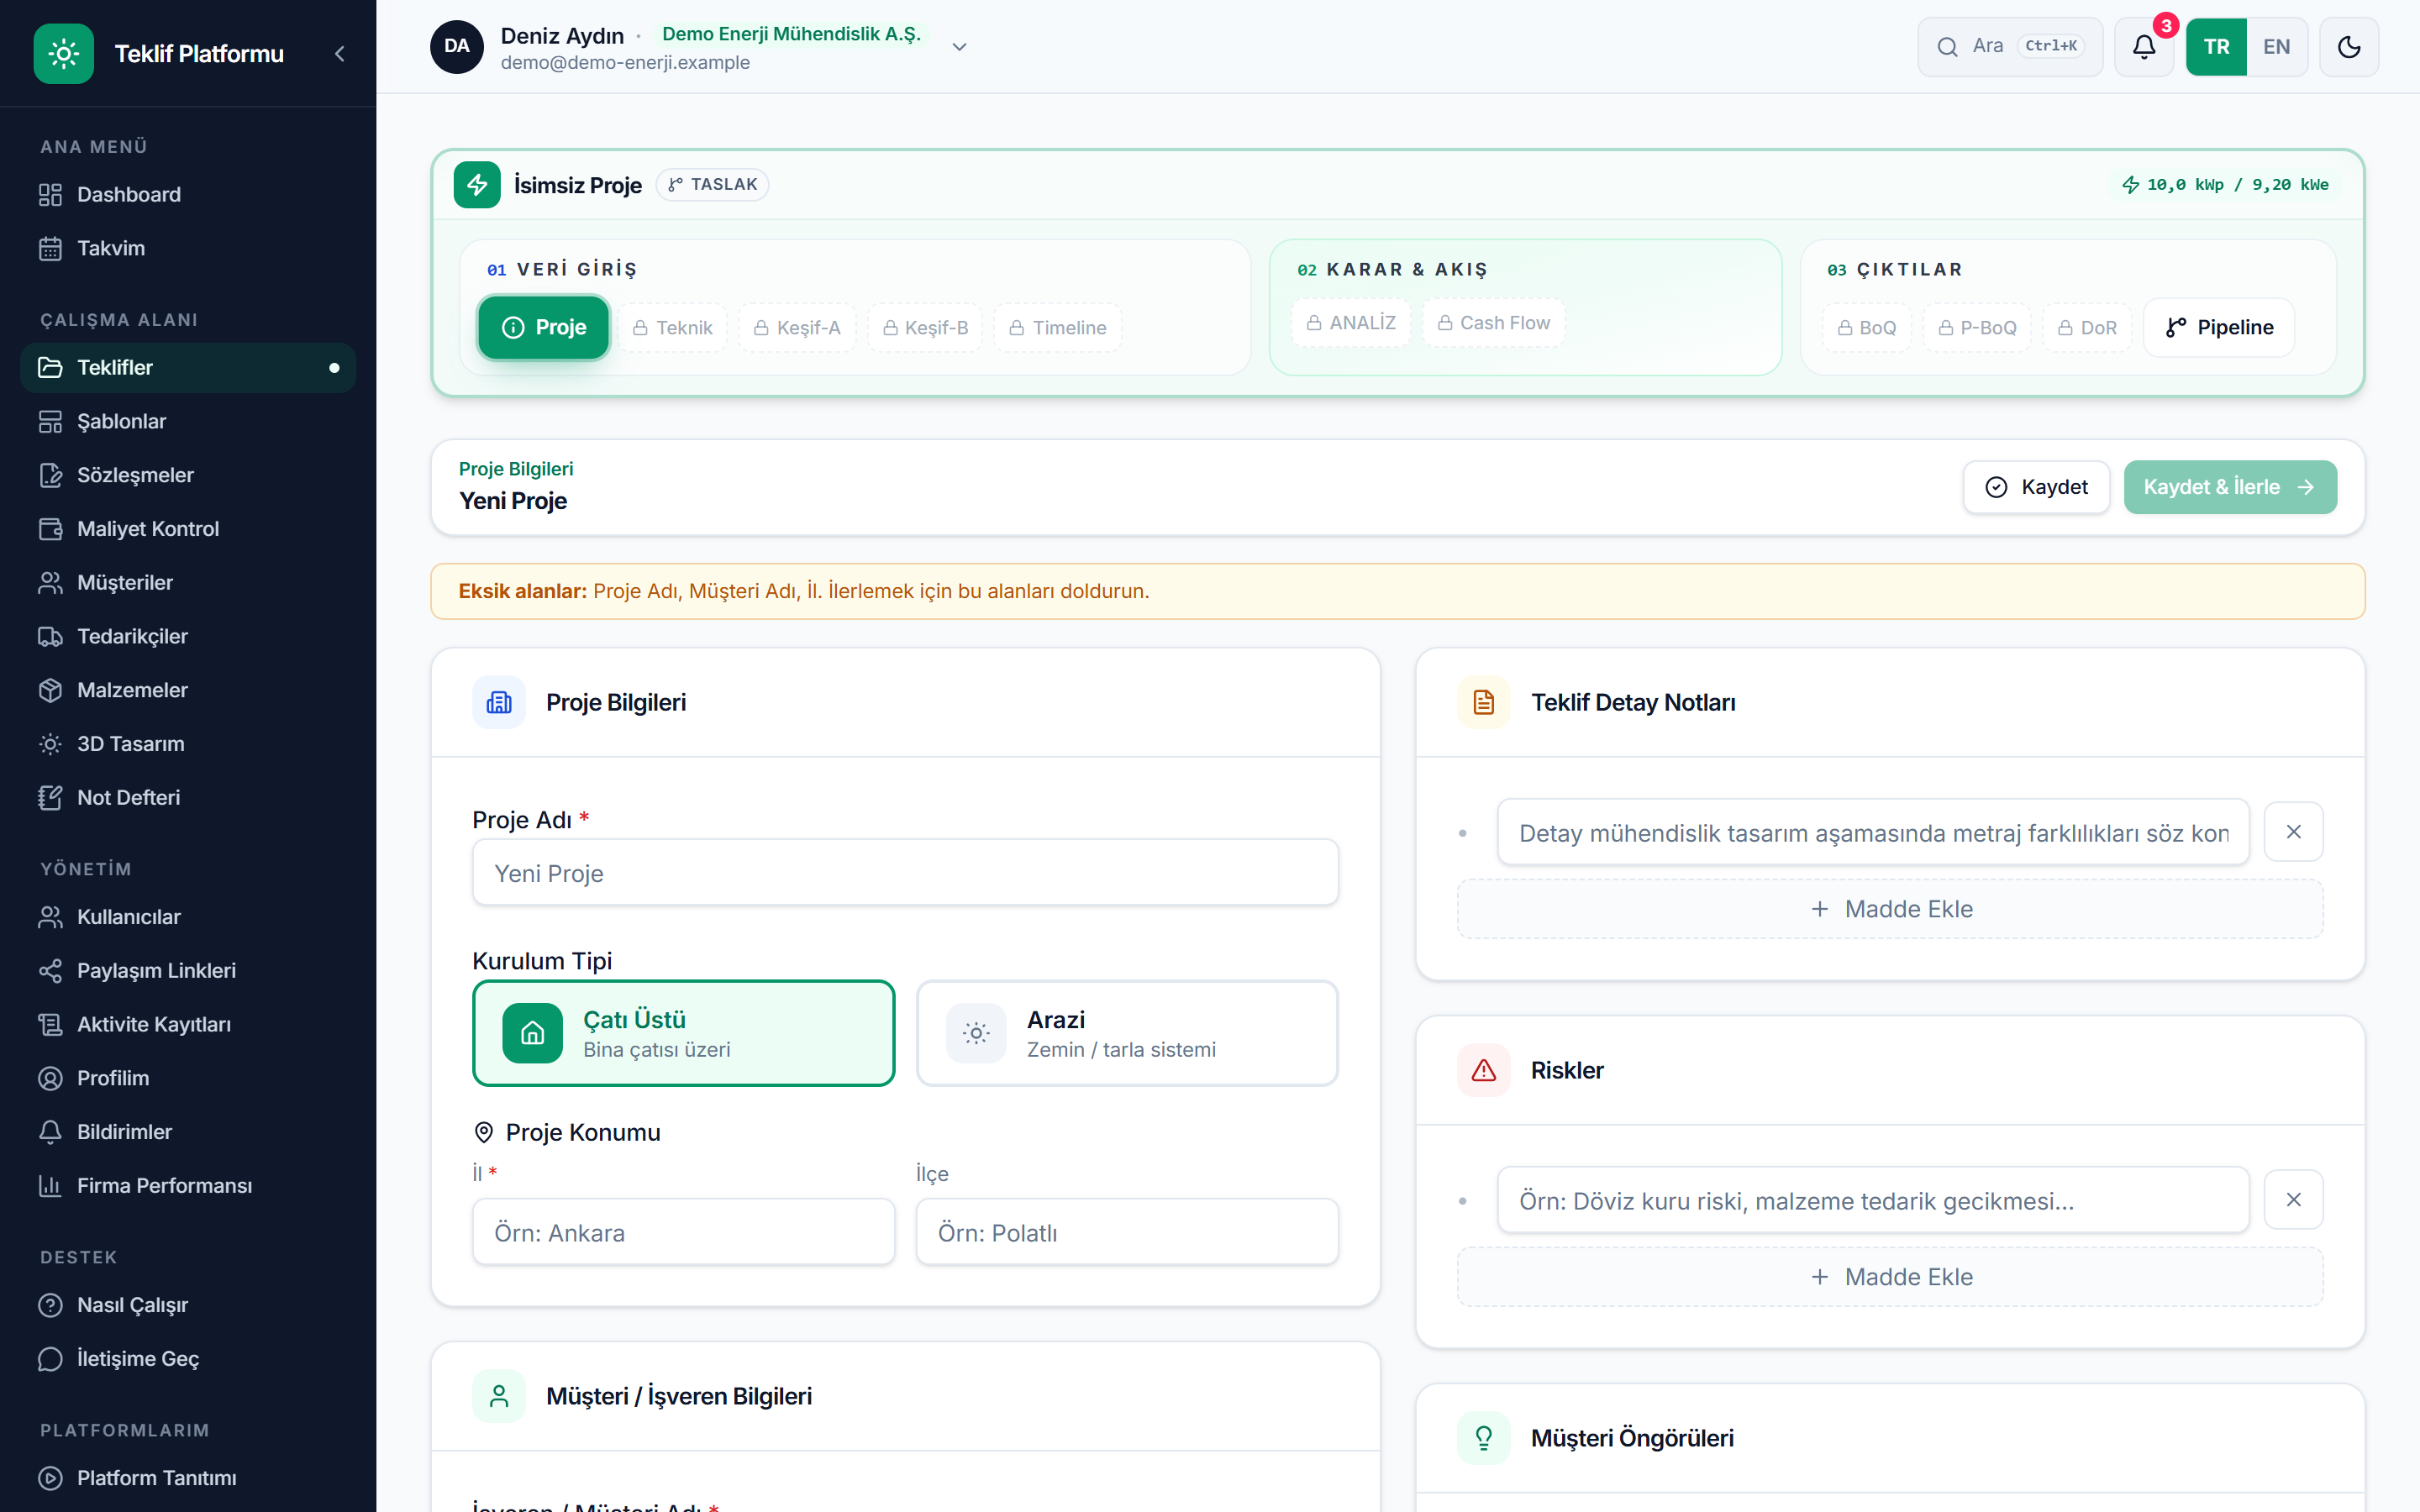 Teklif Platformu
ANA MENÜ
Dashboard
Takvim
ÇALIŞMA ALANI
Teklifler
Şablonlar
Sözleşmeler
Maliyet Kontrol
Müşteriler
Tedarikçiler
Malzemeler
3D Tasarım
Not Defteri
YÖNETİM
Kullanıcılar
Paylaşım Linkleri
Aktivite Kayıtları
Profilim
Bildirimler
Firma Performansı
DESTEK
Nasıl Çalışır
İletişime Geç
PLATFORMLARIM
Platform Tanıtımı
DA
Deniz Aydın · Demo Enerji Mühendislik A.Ş.
demo@demo-enerji.example
Ara Ctrl+K
3
TR EN
İsimsiz Proje TASLAK
10,0 kWp / 9,20 kWe
01 VERİ GİRİŞ
Proje Teknik Keşif-A Keşif-B Timeline
02 KARAR & AKIŞ
ANALİZ Cash Flow
03 ÇIKTILAR
BoQ P-BoQ DoR Pipeline
Proje Bilgileri
Yeni Proje
Kaydet
Kaydet & İlerle
Eksik alanlar: Proje Adı, Müşteri Adı, İl. İlerlemek için bu alanları doldurun.
Proje Bilgileri
Proje Adı *
Yeni Proje
Kurulum Tipi
Çatı Üstü
Bina çatısı üzeri
Arazi
Zemin / tarla sistemi
Proje Konumu
İl * İlçe
Örn: Ankara Örn: Polatlı
Müşteri / İşveren Bilgileri
İşveren / Müşteri Adı *
Teklif Detay Notları
Detay mühendislik tasarım aşamasında metraj farklılıkları söz kon
Madde Ekle
Riskler
Örn: Döviz kuru riski, malzeme tedarik gecikmesi...
Madde Ekle
Müşteri Öngörüleri